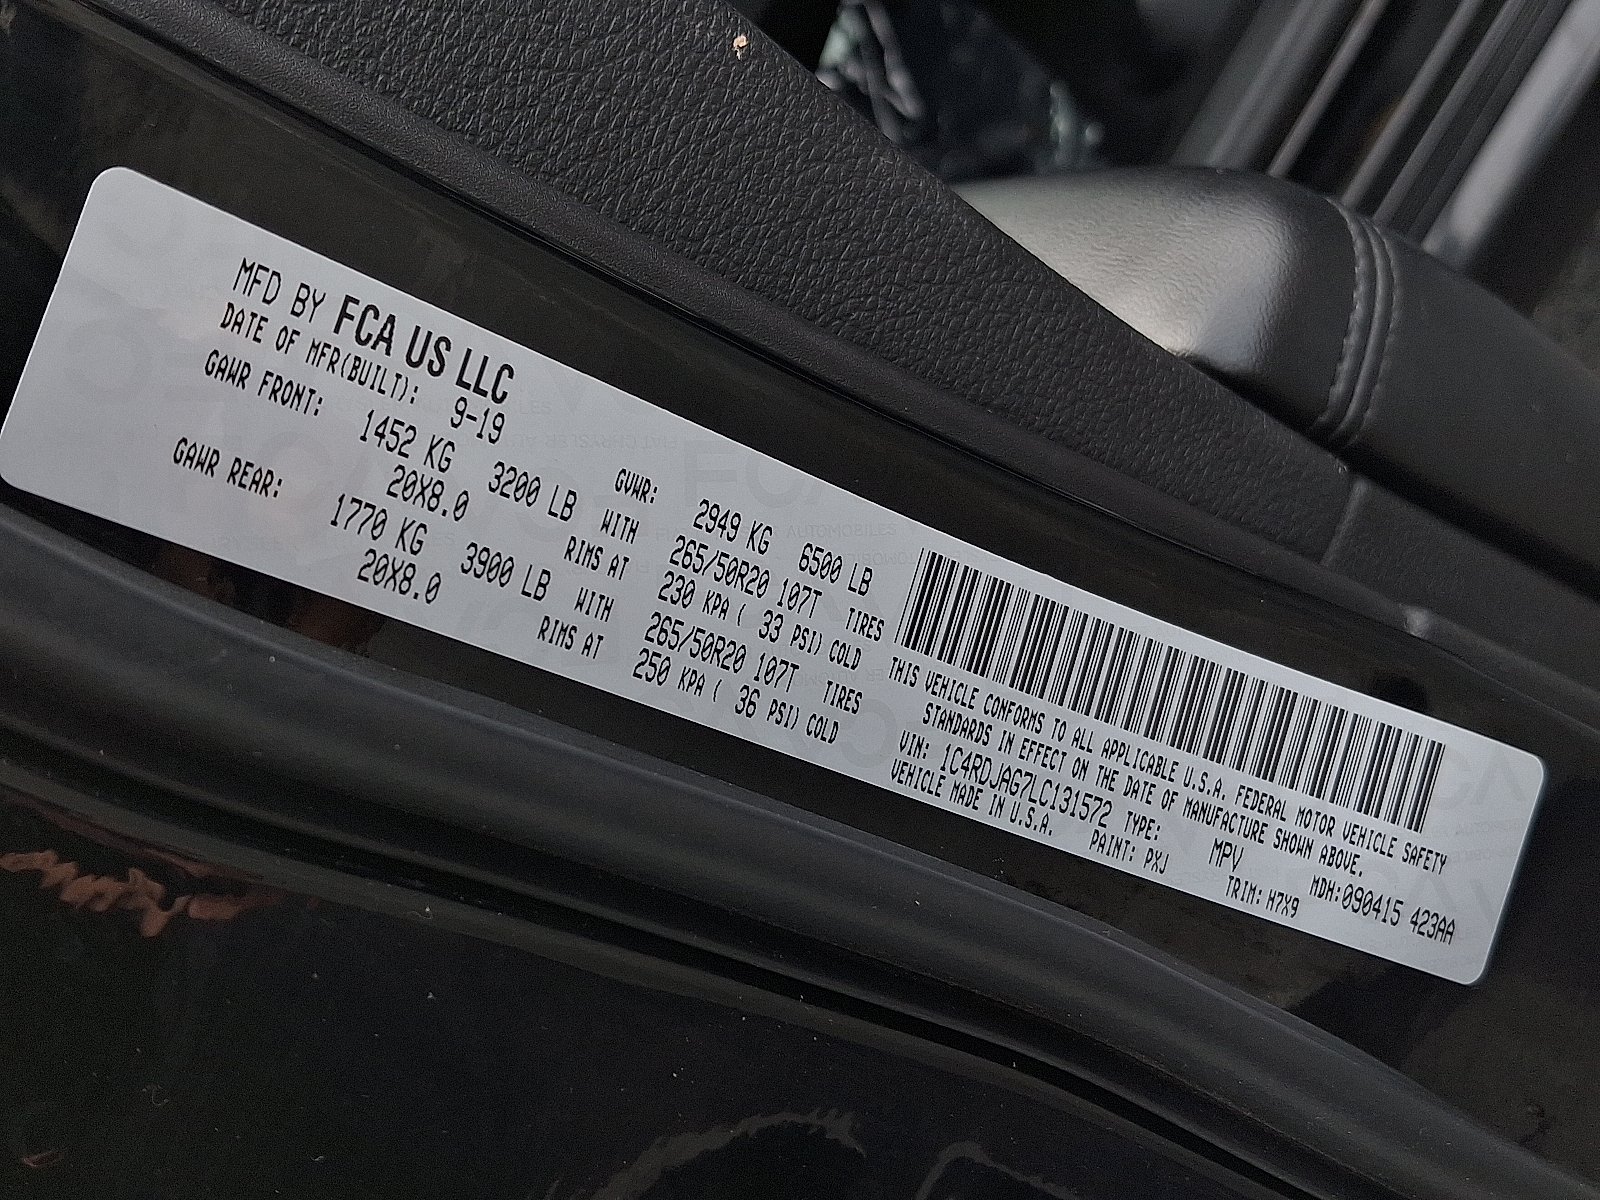 MFD BY FCA US LLC
DATE OF MFR(BUILT): 9-19
GVWR: 2949 KG 6500 LB
GAWR FRONT: 1452 KG 3200 LB WITH 265/50R20 107T TIRES
20X8.0 RIMS AT 230 KPA ( 33 PSI) COLD
GAWR REAR: 1770 KG 3900 LB WITH 265/50R20 107T TIRES
20X8.0 RIMS AT 250 KPA ( 36 PSI) COLD
THIS VEHICLE CONFORMS TO ALL APPLICABLE U.S.A. FEDERAL MOTOR VEHICLE SAFETY
STANDARDS IN EFFECT ON THE DATE OF MANUFACTURE SHOWN ABOVE.
VIN: 1C4RDJAG7LC131572 TYPE: MPV MDH:090415 423AA
VEHICLE MADE IN U.S.A. PAINT: PXJ TRIM: H7X9